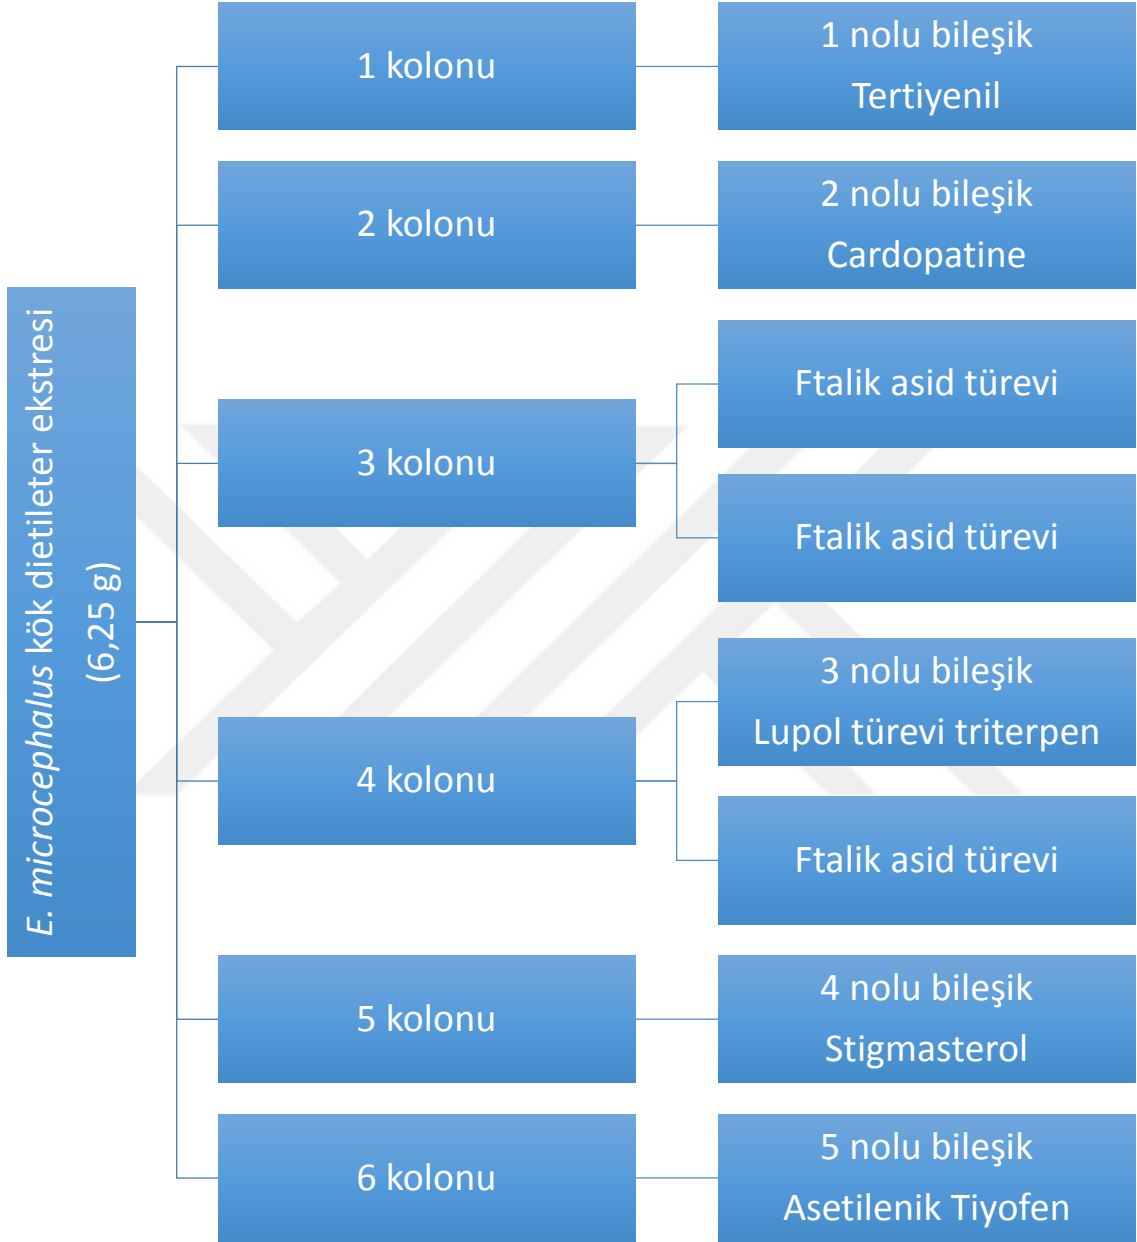 E. microcephalus kök dietileter ekstresi
(6,25 g)
1 kolonu
1 nolu bileşik
Tertiyenil
2 kolonu
2 nolu bileşik
Cardopatine
3 kolonu
Ftalik asid türevi
Ftalik asid türevi
4 kolonu
3 nolu bileşik
Lupol türevi triterpen
Ftalik asid türevi
5 kolonu
4 nolu bileşik
Stigmasterol
6 kolonu
5 nolu bileşik
Asetilenik Tiyofen